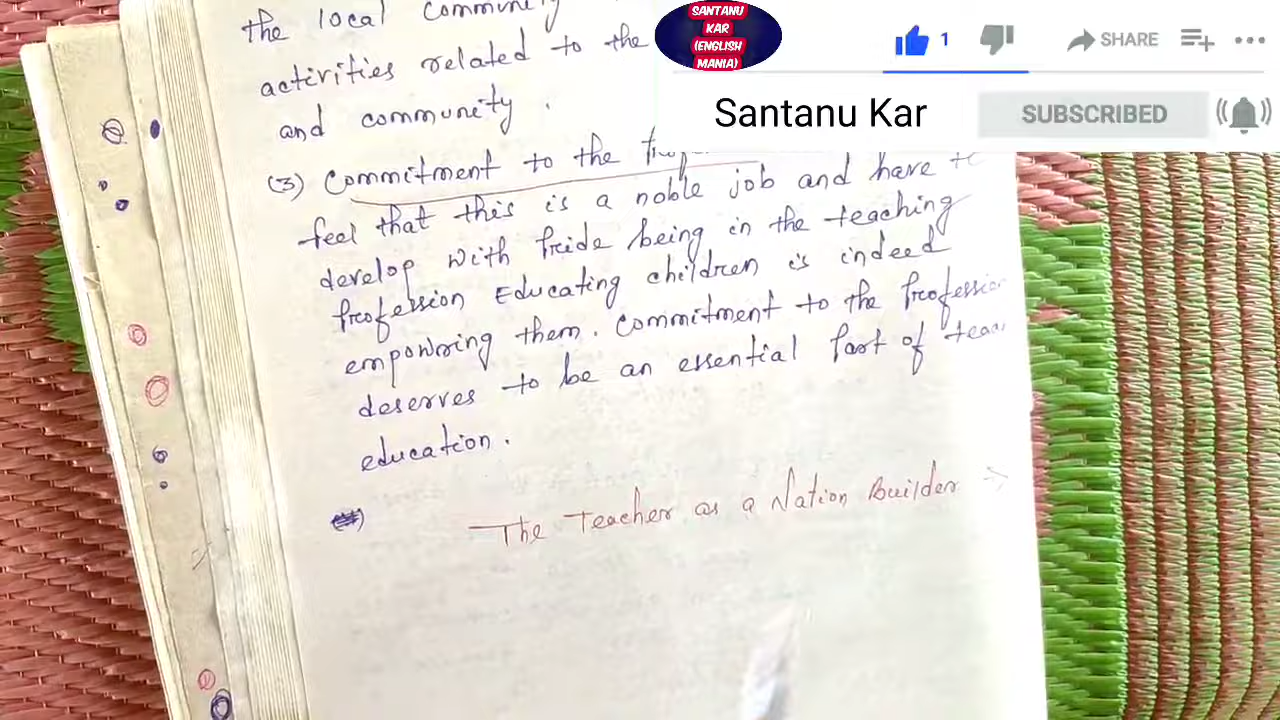 the local
activities related to the
and community .
(3) Commitment to the
feel that this is a noble job and have
develop with Pride being in the teaching
Profession Educating children is indeed
empowring them. Commitment to the
deserves to be an essential Part of
education .
The Teacher as a Nation Builder
SANTANU
KAR
(ENGLISH
MANIA)
1
SHARE
Santanu Kar
SUBSCRIBED